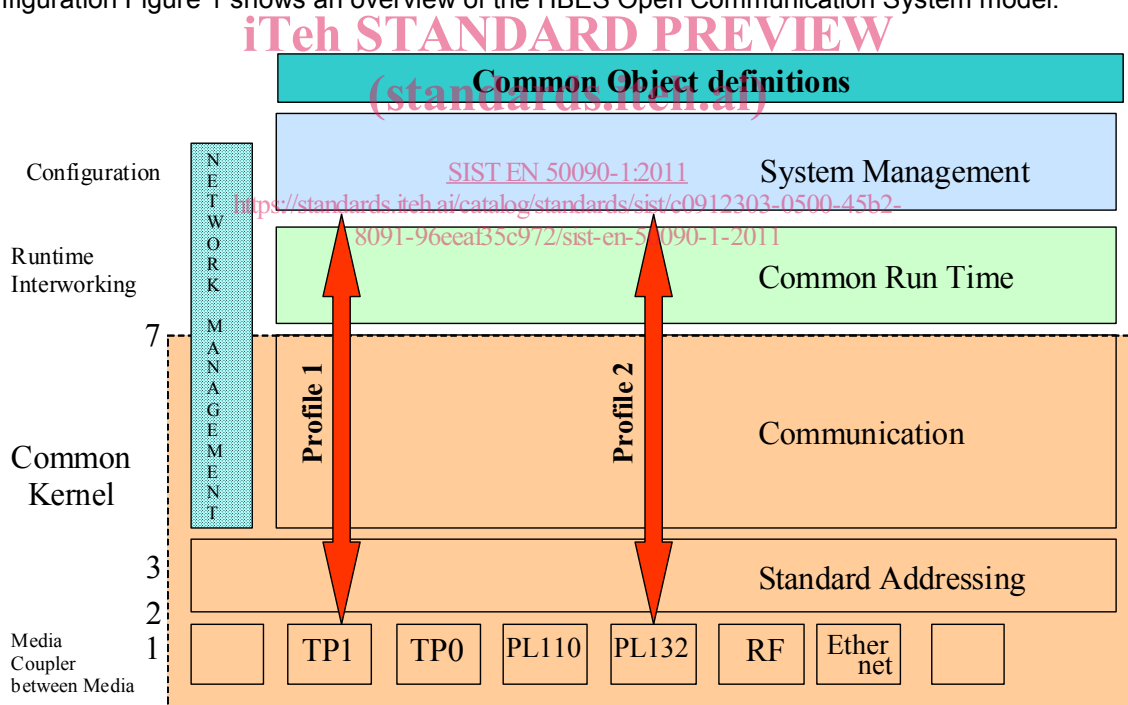 nfiguration Figure 1 shows an overview of the HBES Open Communication System model.
iTeh STANDARD PREVIEW
(standards.iteh.ai)
Common Object definitions
Configuration
NETWORK MANAGEMENT
SIST EN 50090-1:2011
System Management
https://standards.iteh.ai/catalog/standards/sist/c0912303-0500-45b2-
8091-96eeaf35c972/sist-en-50090-1-2011
Runtime
Interworking
Common Run Time
7
Profile 1
Profile 2
Communication
Common
Kernel
3
Standard Addressing
2
1
Media
Coupler
between Media
TP1
TP0
PL110
PL132
RF
Ether
net